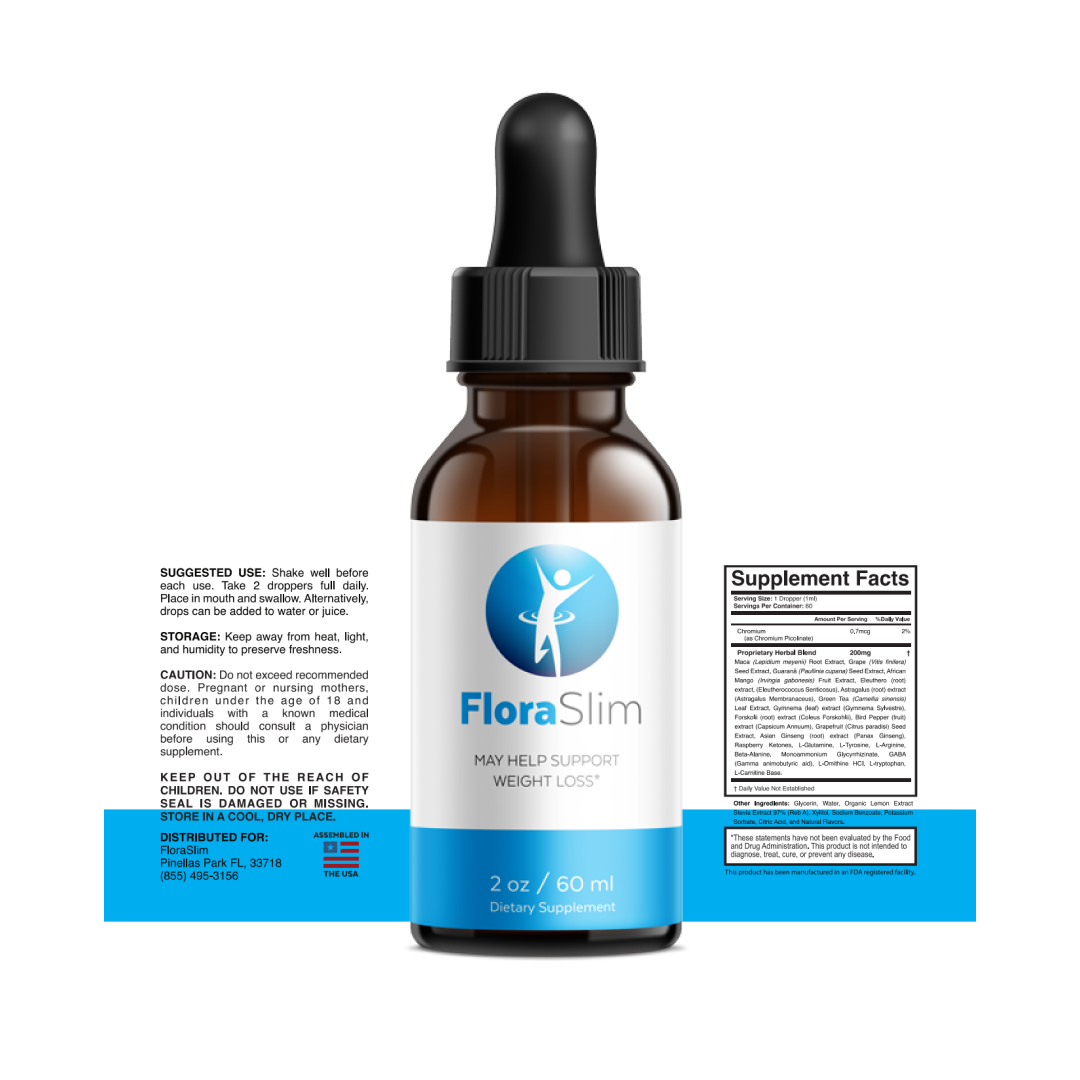 SUGGESTED USE: Shake well before
each use. Take 2 droppers full daily.
Place in mouth and swallow. Alternatively,
drops can be added to water or juice.
STORAGE: Keep away from heat, light,
and humidity to preserve freshness.
CAUTION: Do not exceed recommended
dose. Pregnant or nursing mothers,
children under the age of 18 and
individuals with a known medical
condition should consult a physician
before using this or any dietary
supplement.
KEEP OUT OF THE REACH OF
CHILDREN. DO NOT USE IF SAFETY
SEAL IS DAMAGED OR MISSING.
STORE IN A COOL, DRY PLACE.
DISTRIBUTED FOR:
FloraSlim
Pinellas Park FL, 33718
(855) 495-3156
ASSEMBLED IN
THE USA
FloraSlim
MAY HELP SUPPORT
WEIGHT LOSS*
2 oz / 60 ml
Dietary Supplement
Supplement Facts
Serving Size: 1 Dropper (1ml)
Servings Per Container: 60
Amount Per Serving %Daily Value
Chromium 0,7mcg 2%
(as Chromium Picolinate)
Proprietary Herbal Blend 200mg †
Maca (Lepidium meyenii) Root Extract, Grape (Vitis finifera)
Seed Extract, Guaranà (Paullinia cupana) Seed Extract, African
Mango (Irvingia gabonesis) Fruit Extract, Eleuthero (root)
extract, (Eleutherococcus Senticosus), Astragalus (root) extract
(Astragalus Membranaceus), Green Tea (Camellia sinensis)
Leaf Extract, Gymnema (leaf) extract (Gymnema Sylvestre),
Forskolii (root) extract (Coleus Forskohlii), Bird Pepper (fruit)
extract (Capsicum Annuum), Grapefruit (Citrus paradisi) Seed
Extract, Asian Ginseng (root) extract (Panax Ginseng),
Raspberry Ketones, L-Glutamine, L-Tyrosine, L-Arginine,
Beta-Alanine, Monoammonium Glycyrrhizinate, GABA
(Gamma animobutyric aid), L-Ornithine HCl, L-tryptophan,
L-Carnitine Base.
† Daily Value Not Established
Other Ingredients: Glycerin, Water, Organic Lemon Extract
Stevia Extract 97% (Reb A), Xylitol, Sodium Benzoate, Potassium
Sorbate, Citric Acid, and Natural Flavors.
*These statements have not been evaluated by the Food
and Drug Administration. This product is not intended to
diagnose, treat, cure, or prevent any disease.
This product has been manufactured in an FDA registered facility.